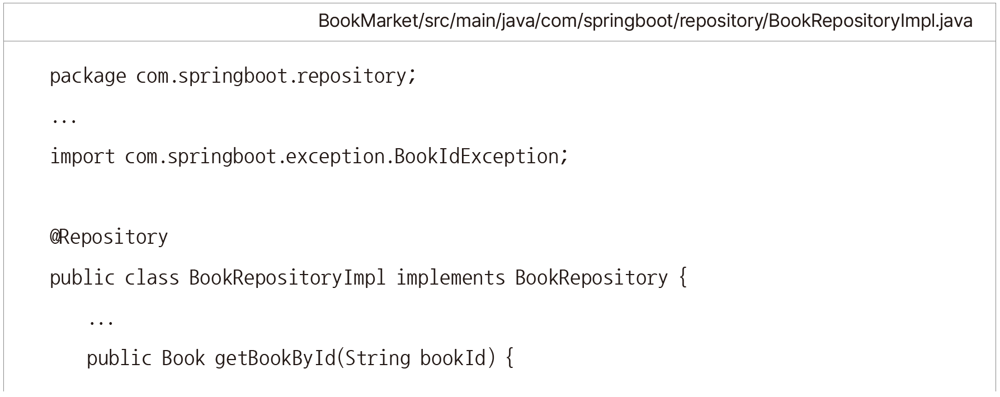 BookMarket/src/main/java/com/springboot/repository/BookRepositoryImpl.java
package com.springboot.repository;
...
import com.springboot.exception.BookIdException;
@Repository
public class BookRepositoryImpl implements BookRepository {
...
public Book getBookById(String bookId) {